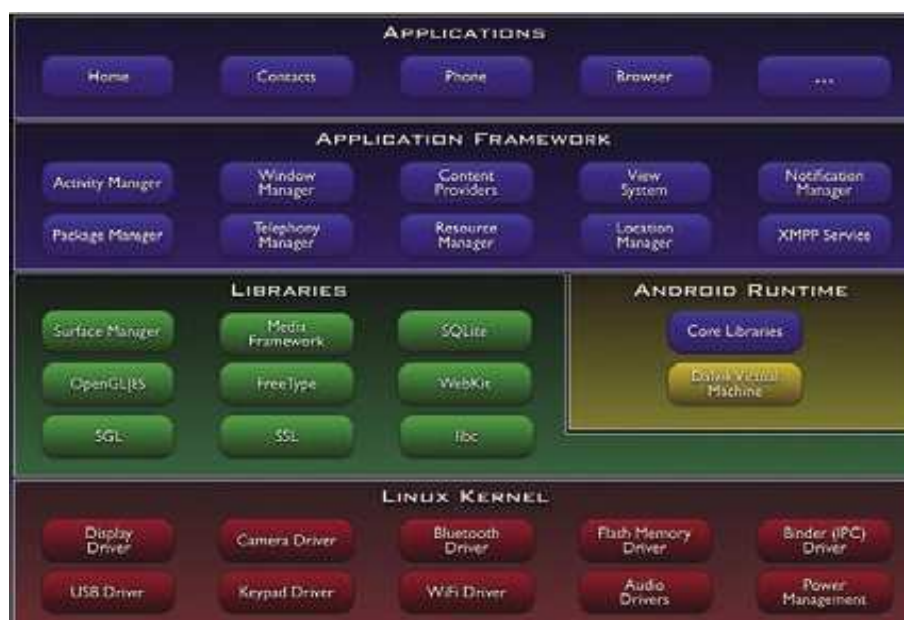 APPLICATIONS
Home
Contacts
Phone
Browser
...
APPLICATION FRAMEWORK
Activity Manager
Window
Manager
Content
Providers
View
System
Notification
Manager
Package Manager
Telephony
Manager
Resource
Manager
Location
Manager
XMPP Service
LIBRARIES
Surface Manager
Media
Framework
SQLite
OpenGL|ES
FreeType
WebKit
SGL
SSL
libc
ANDROID RUNTIME
Core Libraries
Dalvik Virtual
Machine
LINUX KERNEL
Display
Driver
Camera Driver
Bluetooth
Driver
Flash Memory
Driver
Binder (IPC)
Driver
USB Driver
Keypad Driver
WiFi Driver
Audio
Drivers
Power
Management